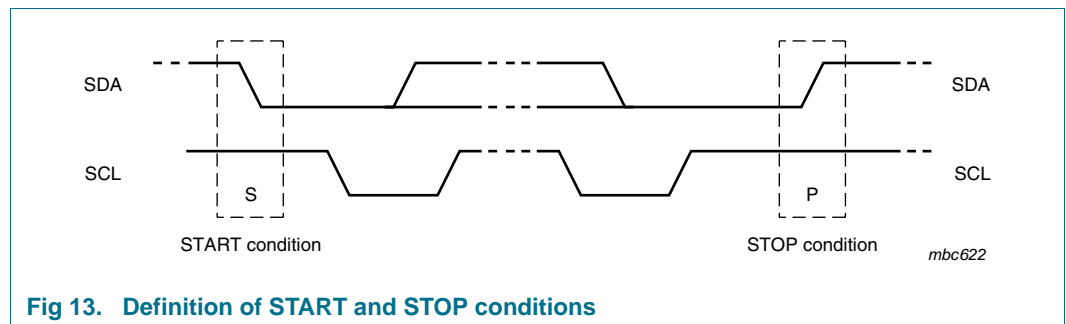 SDA
SDA
SCL
SCL
S
P
START condition
STOP condition
mbc622
Fig 13. Definition of START and STOP conditions